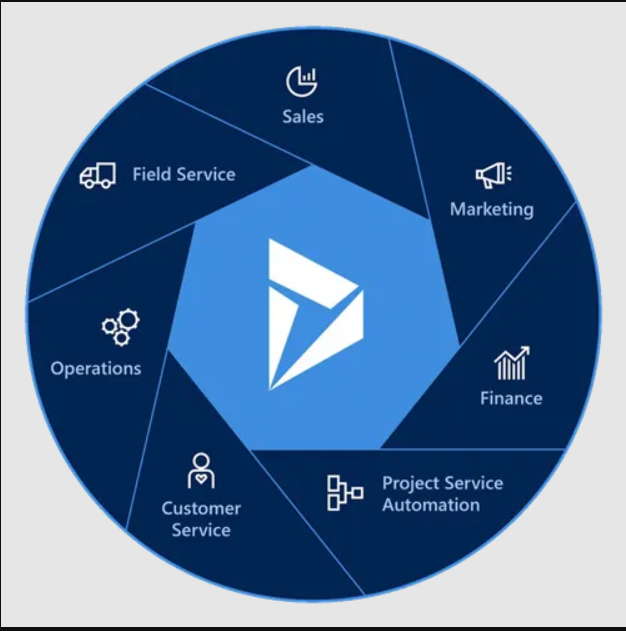 Sales
Field Service
Marketing
Operations
Finance
Customer
Service
Project Service
Automation